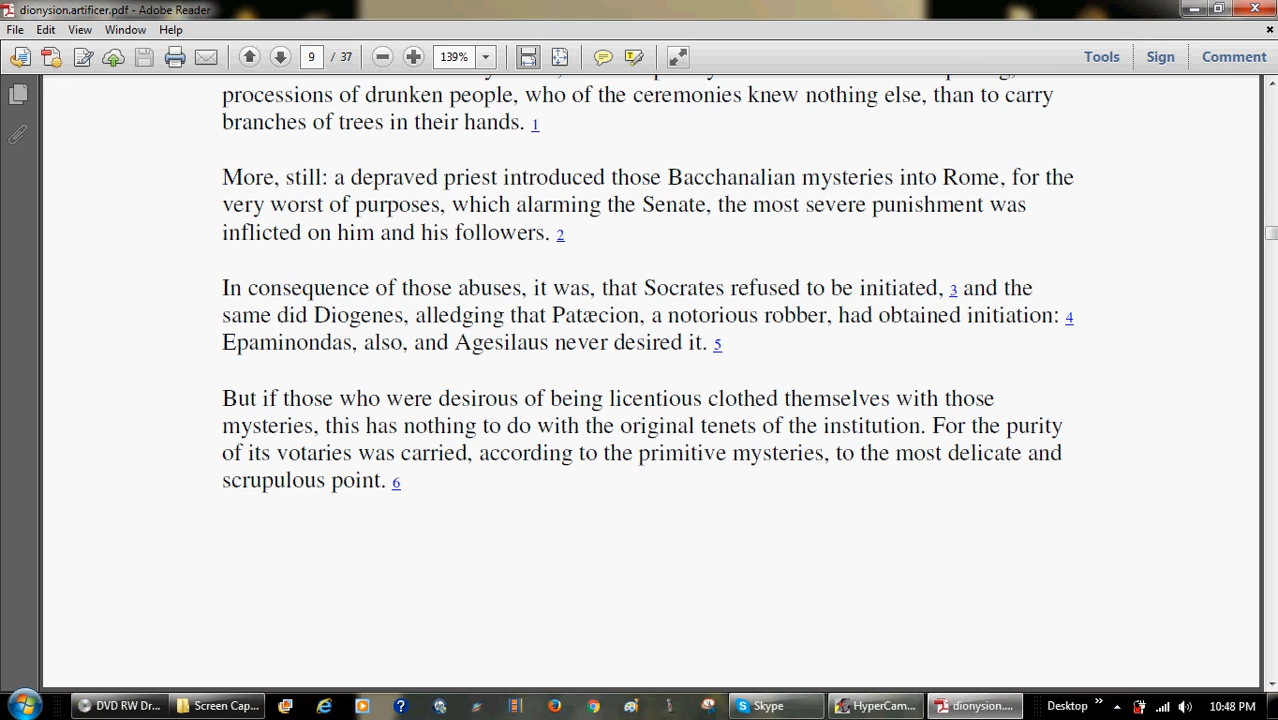 dionysion.artificer.pdf - Adobe Reader
File Edit View Window Help
9 / 37 139% Tools Sign Comment
processions of drunken people, who of the ceremonies knew nothing else, than to carry
branches of trees in their hands. 1
More, still: a depraved priest introduced those Bacchanalian mysteries into Rome, for the
very worst of purposes, which alarming the Senate, the most severe punishment was
inflicted on him and his followers. 2
In consequence of those abuses, it was, that Socrates refused to be initiated, 3 and the
same did Diogenes, alledging that Patæcion, a notorious robber, had obtained initiation: 4
Epaminondas, also, and Agesilaus never desired it. 5
But if those who were desirous of being licentious clothed themselves with those
mysteries, this has nothing to do with the original tenets of the institution. For the purity
of its votaries was carried, according to the primitive mysteries, to the most delicate and
scrupulous point. 6
DVD RW Dr... Screen Cap... Skype HyperCam... dionysion.... Desktop » 10:48 PM